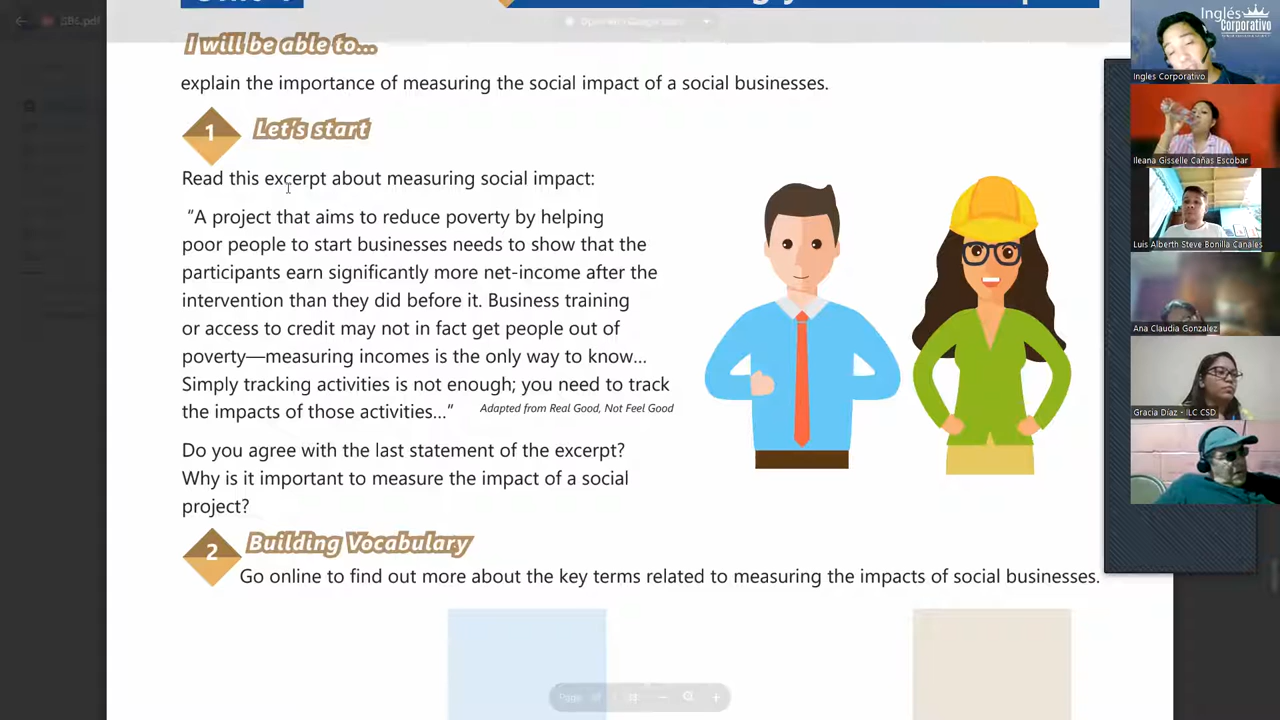 I will be able to...
explain the importance of measuring the social impact of a social businesses.
1
Let's start
Read this excerpt about measuring social impact:
“A project that aims to reduce poverty by helping
poor people to start businesses needs to show that the
participants earn significantly more net-income after the
intervention than they did before it. Business training
or access to credit may not in fact get people out of
poverty—measuring incomes is the only way to know...
Simply tracking activities is not enough; you need to track
the impacts of those activities...”
Adapted from Real Good, Not Feel Good
Do you agree with the last statement of the excerpt?
Why is it important to measure the impact of a social
project?
2
Building Vocabulary
Go online to find out more about the key terms related to measuring the impacts of social businesses.
Page
Inglés
Corporativo
Ingles Corporativo
Ileana Gisselle Cañas Escobar
Luis Alberth Steve Bonilla Canales
Ana Claudia Gonzalez
Gracia Díaz - ILC CSD